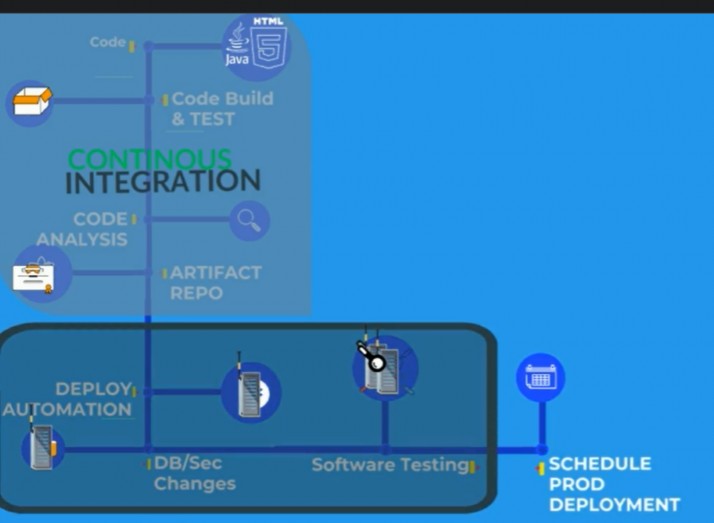 HTML
Code
Java
5
Code Build
& TEST
CONTINOUS
INTEGRATION
CODE
ANALYSIS
ARTIFACT
REPO
DEPLOY
AUTOMATION
DB/Sec
Changes
Software Testing
SCHEDULE
PROD
DEPLOYMENT